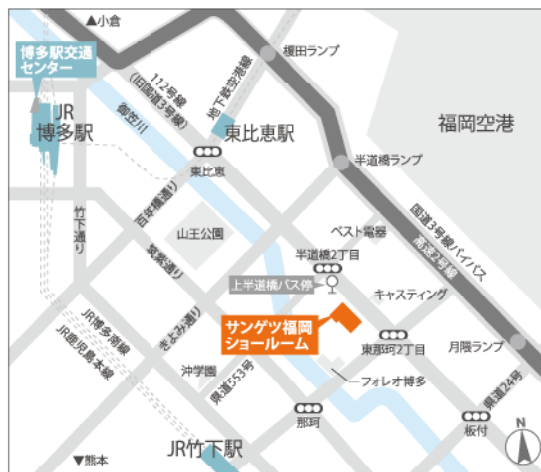 ▲小倉
博多駅交通
センター
JR
博多駅
112号線
(旧国道3号線)
御笠川
地下鉄空港線
榎田ランプ
福岡空港
東比恵駅
東比恵
半道橋ランプ
竹下通り
百年橋通り
山王公園
筑紫通り
ベスト電器
国道3号線バイパス
高速2号線
半道橋2丁目
上半道橋バス停
キャスティング
サンゲツ福岡
ショールーム
きよみ通り
東那珂2丁目
月隈ランプ
JR博多南線
JR鹿児島本線
沖学園
県道553号
フォレオ博多
県道24号
那珂
板付
JR竹下駅
▼熊本
N